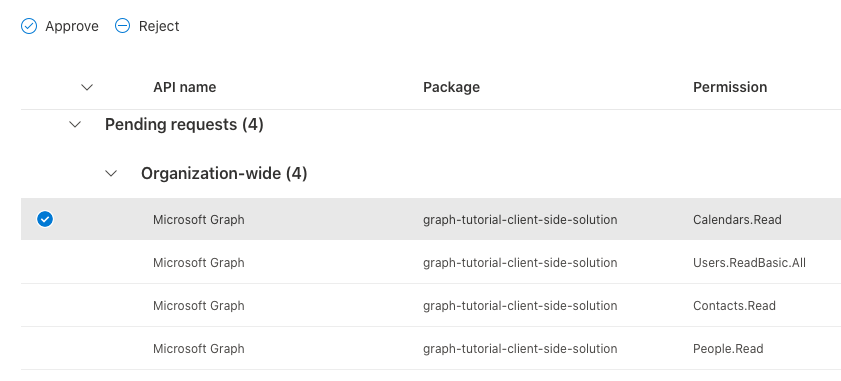 Approve Reject
API name Package Permission
Pending requests (4)
Organization-wide (4)
Microsoft Graph graph-tutorial-client-side-solution Calendars.Read
Microsoft Graph graph-tutorial-client-side-solution Users.ReadBasic.All
Microsoft Graph graph-tutorial-client-side-solution Contacts.Read
Microsoft Graph graph-tutorial-client-side-solution People.Read